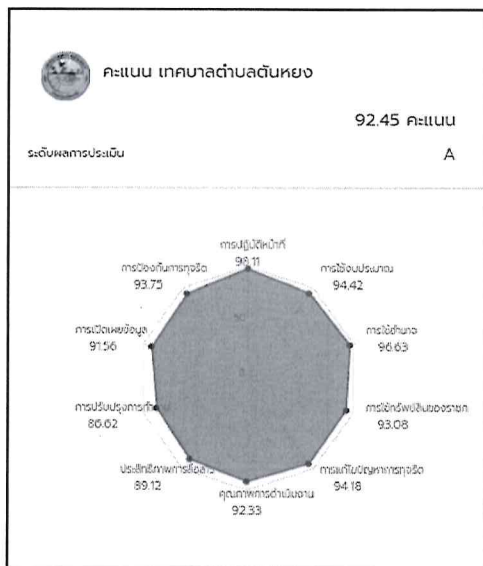 คะแนน เทศบาลตำบลตันหยง
92.45 คะแนน
ระดับผลการประเมิน
A
การปฏิบัติหน้าที่
98.11
การป้องกันการทุจริต
93.75
การใช้งบประมาณ
94.42
การเปิดเผยข้อมูล
91.56
การใช้อำนาจ
96.63
การปรับปรุงการทำ
86.62
การใช้ทรัพย์สินของราชก
93.08
ประสิทธิภาพการสื่อสาร
89.12
การแก้ไขปัญหาการทุจริต
94.18
คุณภาพการดำเนินงาน
92.33